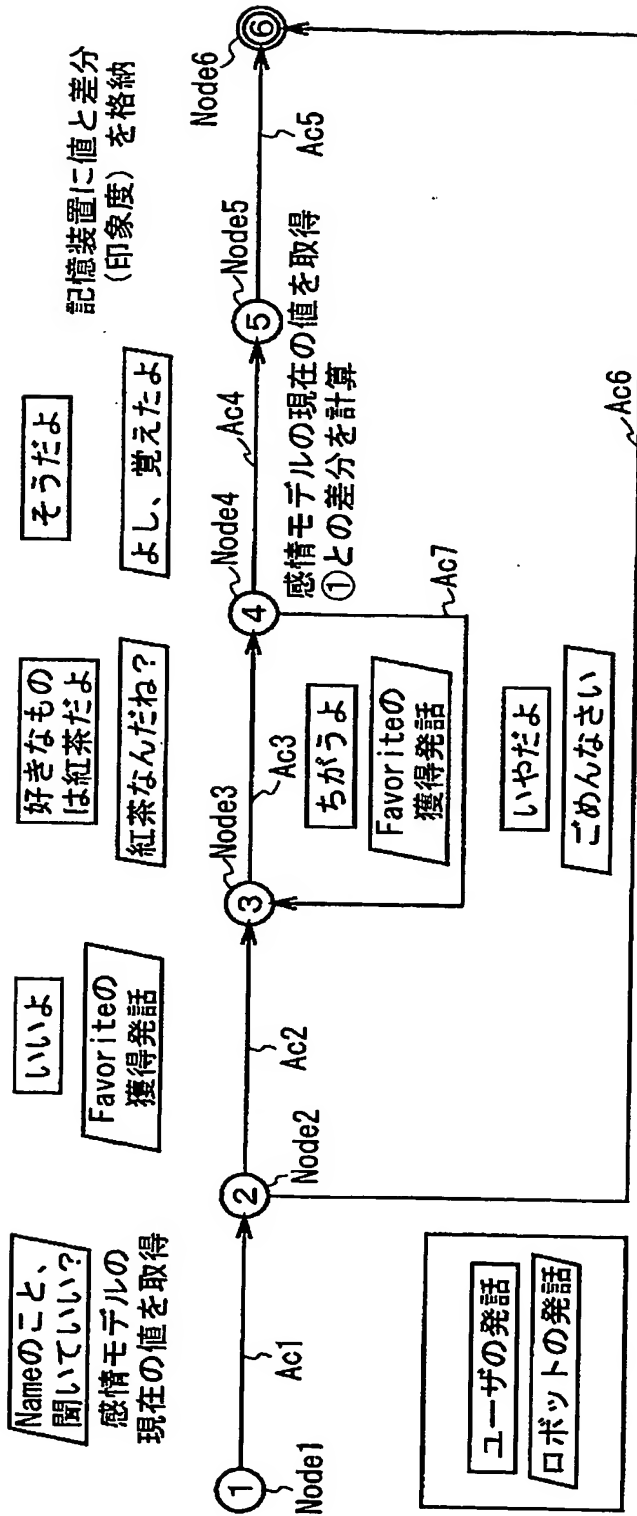 Nameのこと、
聞いていい?
感情モデルの
現在の値を取得
いいよ
Favoriteの
獲得発話
好きなもの
は紅茶だよ
紅茶なんだね?
そうだよ
よし、覚えたよ
記憶装置に値と差分
(印象度)を格納
①
Node1
Ac1
②
Node2
Ac2
③
Node3
Ac3
④
Node4
Ac4
⑤
Node5
Ac5
⑥
Node6
感情モデルの現在の値を取得
①との差分を計算
ちがうよ
Favoriteの
獲得発話
Ac7
いやだよ
ごめんなさい
Ac6
ユーザの発話
ロボットの発話